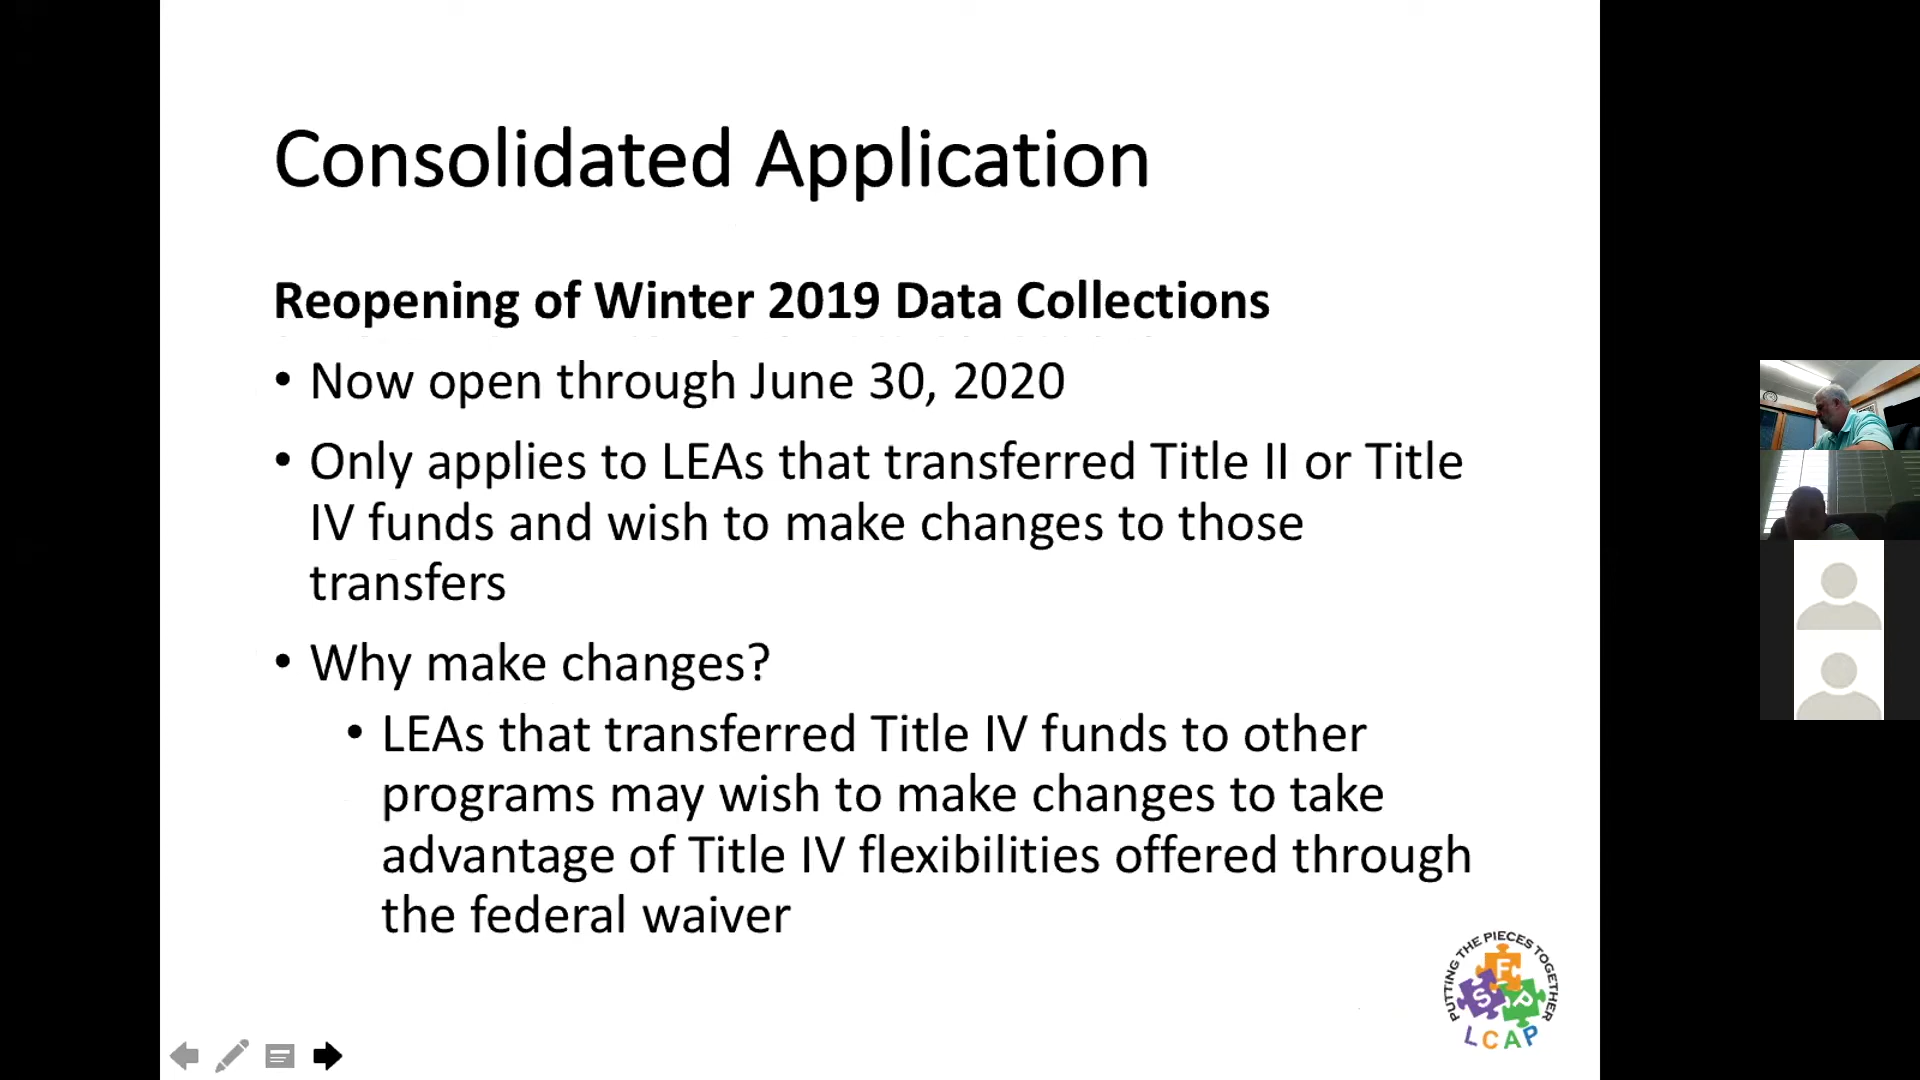 Consolidated Application
Reopening of Winter 2019 Data Collections
• Now open through June 30, 2020
• Only applies to LEAs that transferred Title II or Title
IV funds and wish to make changes to those
transfers
• Why make changes?
• LEAs that transferred Title IV funds to other
programs may wish to make changes to take
advantage of Title IV flexibilities offered through
the federal waiver
PUTTING THE PIECES TOGETHER
F
S P
LCAP